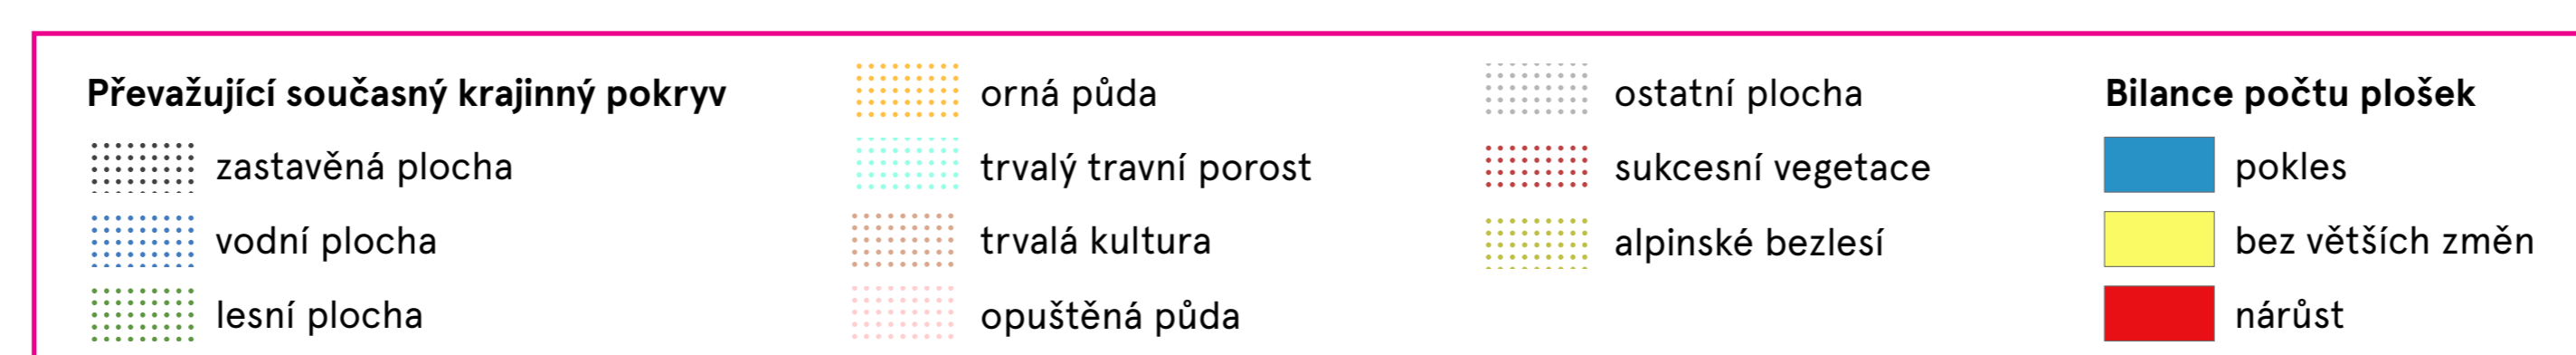 Převažující současný krajinný pokryv
zastavěná plocha
vodní plocha
lesní plocha
orná půda
trvalý travní porost
trvalá kultura
opuštěná půda
ostatní plocha
sukcesní vegetace
alpinské bezlesí
Bilance počtu plošek
pokles
bez větších změn
nárůst